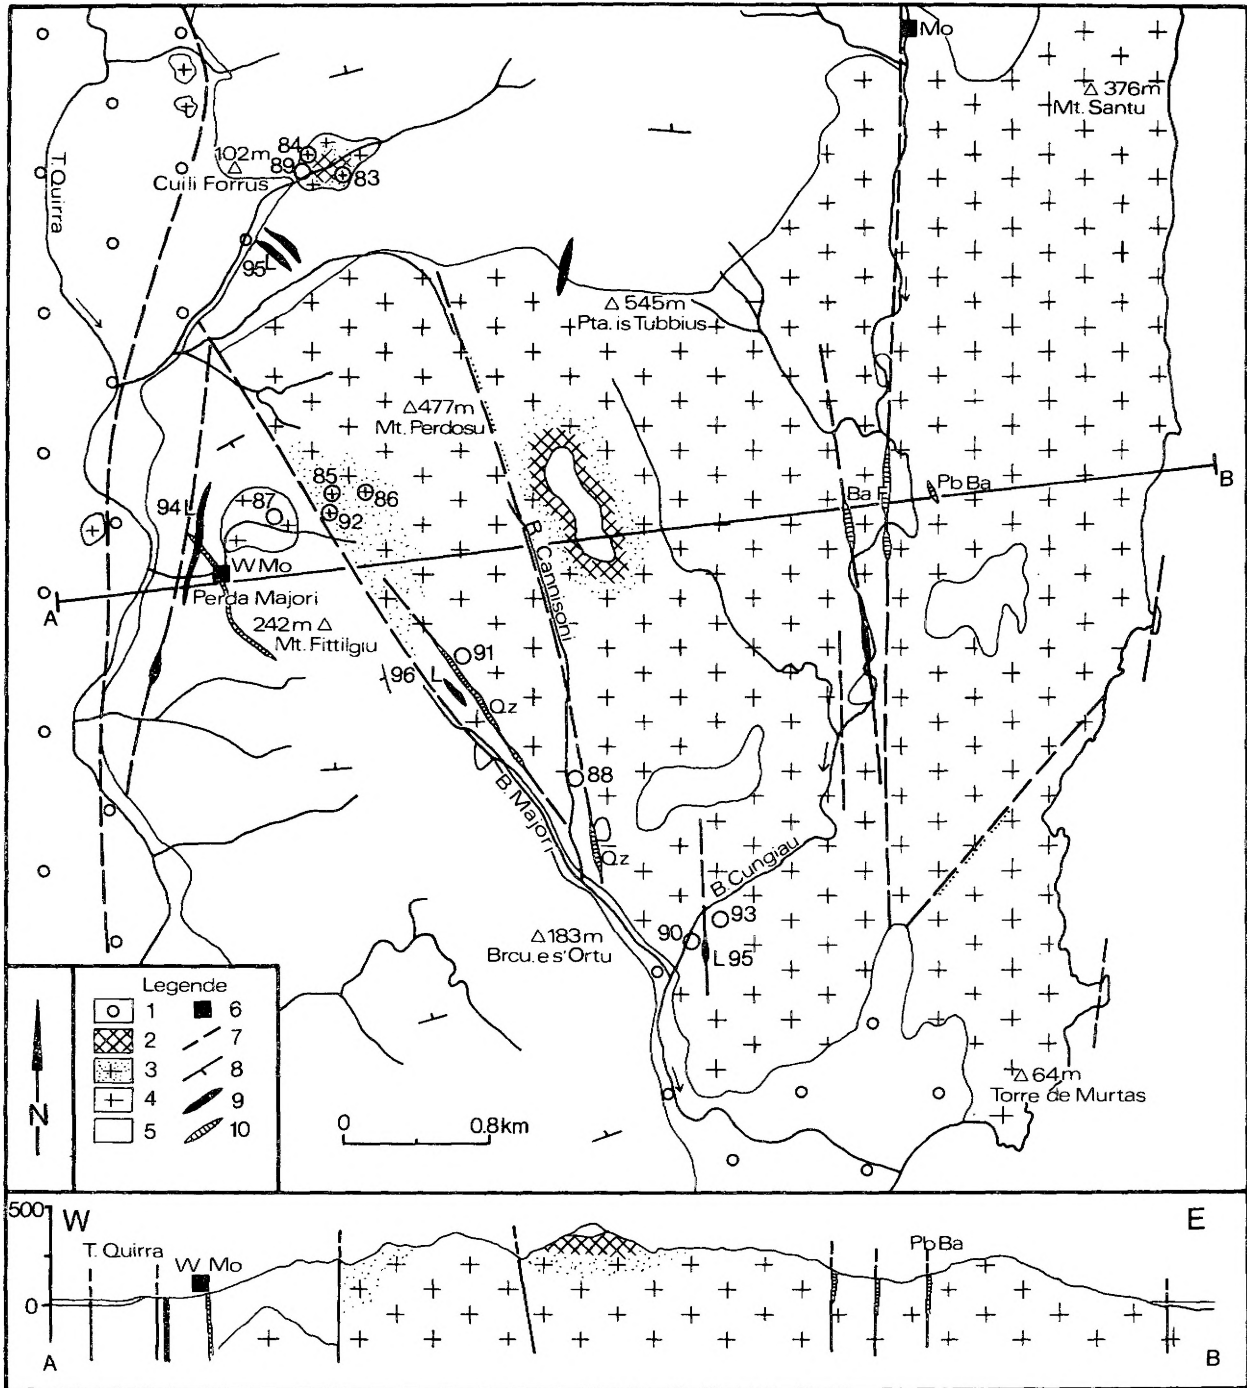 Mo
△ 376m
Mt. Santu
T. Quirra
84
102m
△
89
83
Cuili Forrus
95
L
△ 545m
Pta. is Tubbius
△477m
Mt. Perdosu
85
86
92
87
94
L
W Mo
Perda Majori
242m △
Mt. Fittilgiu
A
B
Ba F
Pb Ba
B. Cannisoni
91
96
L
Qz
88
B. Majori
Qz
B. Cungiau
93
90
L 95
△183m
Brcu. e s'Ortu
△64m
Torre de Murtas
Legende
1
2
3
4
5
6
7
8
9
10
N
0
0.8km
500
0
W
E
T. Quirra
W Mo
Pb Ba
A
B